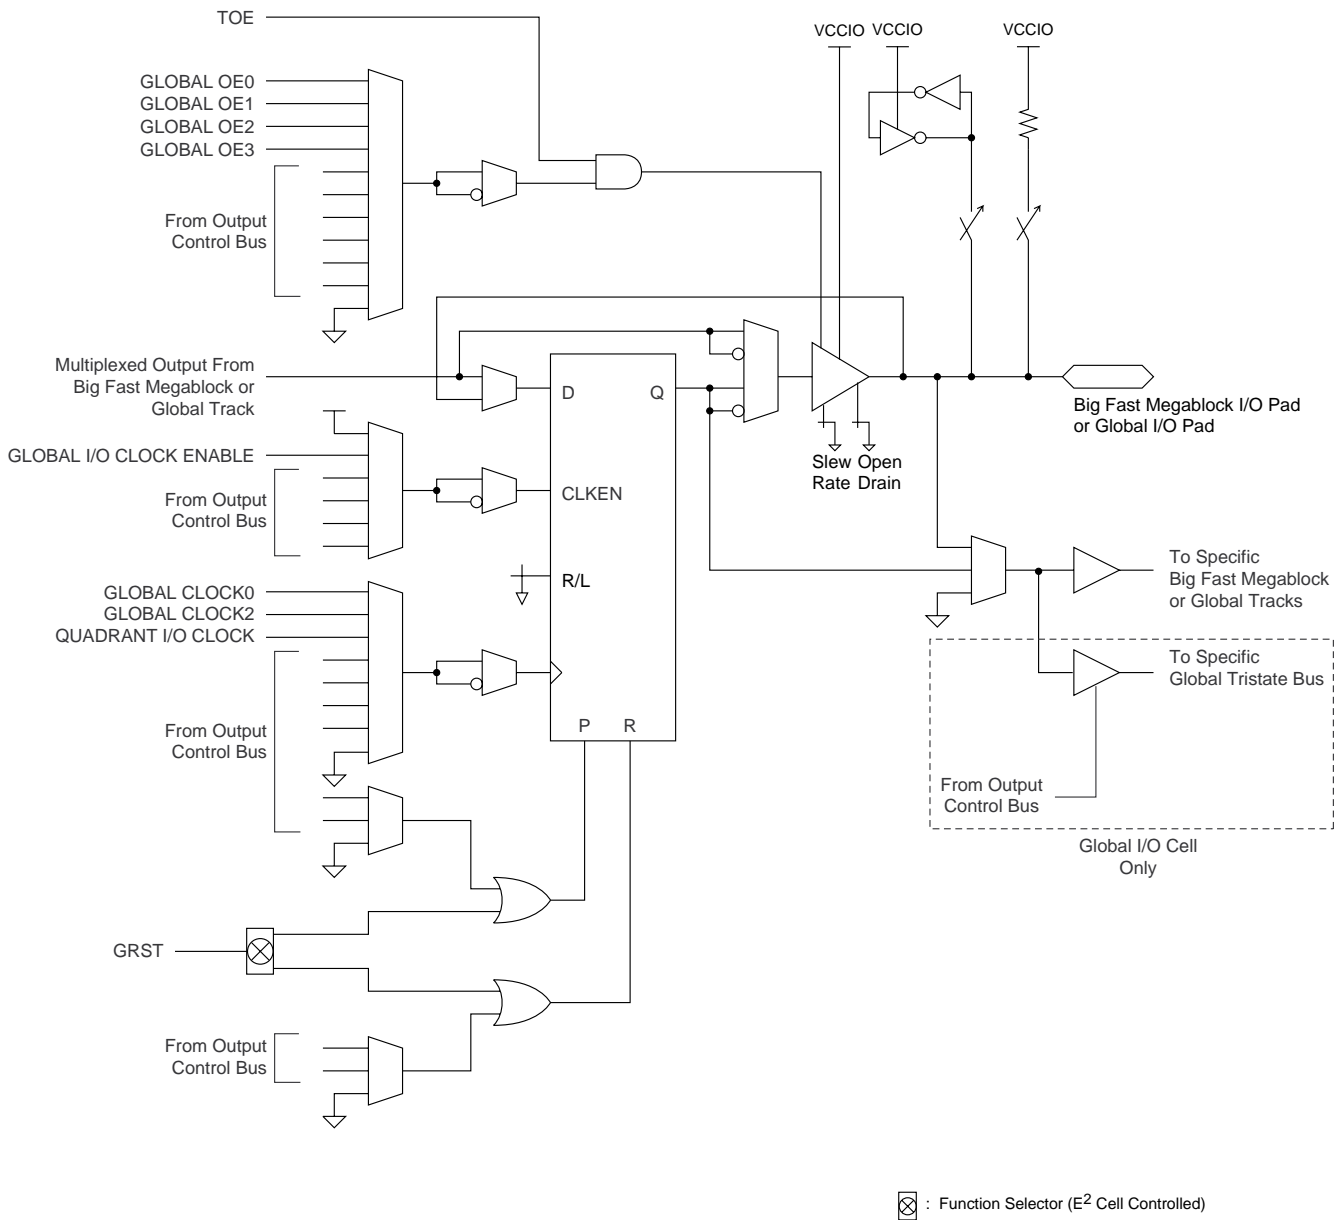 TOE
VCCIO
VCCIO
VCCIO
GLOBAL OE0
GLOBAL OE1
GLOBAL OE2
GLOBAL OE3
From Output
Control Bus
Multiplexed Output From
Big Fast Megablock or
Global Track
D
Q
Big Fast Megablock I/O Pad
or Global I/O Pad
GLOBAL I/O CLOCK ENABLE
Slew
Rate
Open
Drain
From Output
Control Bus
CLKEN
R/L
To Specific
Big Fast Megablock
or Global Tracks
GLOBAL CLOCK0
GLOBAL CLOCK2
QUADRANT I/O CLOCK
To Specific
Global Tristate Bus
From Output
Control Bus
P
R
From Output
Control Bus
Global I/O Cell
Only
GRST
From Output
Control Bus
: Function Selector (E2 Cell Controlled)